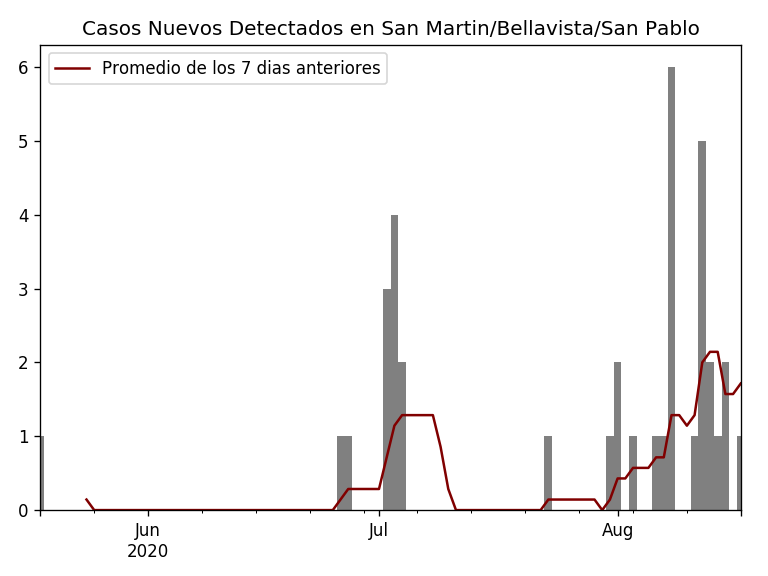 Casos Nuevos Detectados en San Martin/Bellavista/San Pablo
Promedio de los 7 dias anteriores
6
5
4
3
2
1
0
Jun
2020
Jul
Aug